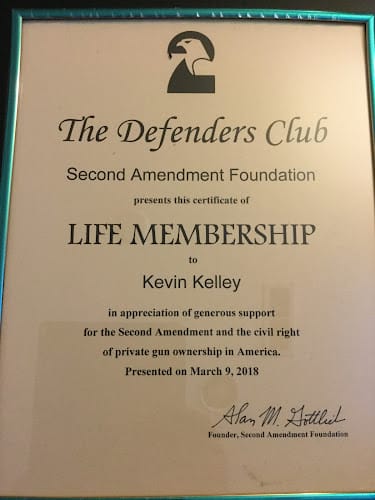 The Defenders Club
Second Amendment Foundation
presents this certificate of
LIFE MEMBERSHIP
to
Kevin Kelley
in appreciation of generous support
for the Second Amendment and the civil right
of private gun ownership in America.
Presented on March 9, 2018
Alan M. Gottlieb
Founder, Second Amendment Foundation